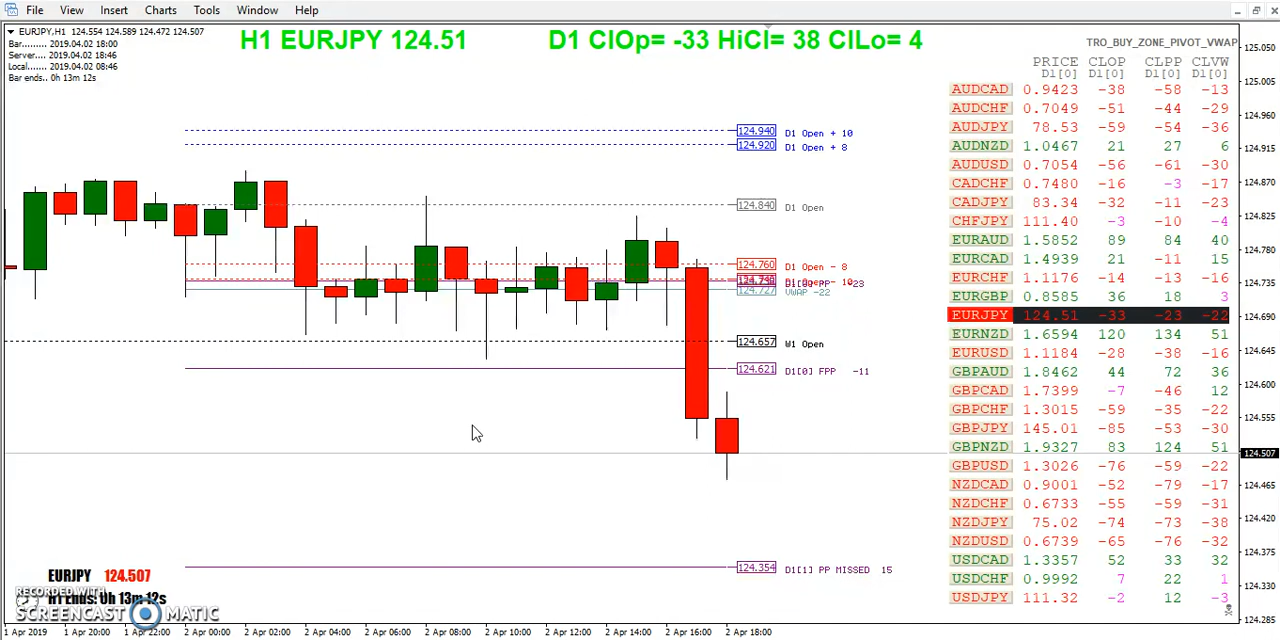 File View Insert Charts Tools Window Help
EURJPY,H1 124.554 124.589 124.472 124.507
Bar......... 2019.04.02 18:00
Server.... 2019.04.02 18:46
Local....... 2019.04.02 08:46
Bar ends.. 0h 13m 12s
H1 EURJPY 124.51 D1 ClOp= -33 HiCl= 38 ClLo= 4
TRO_BUY_ZONE_PIVOT_VWAP
PRICE CLOP CLPP CLVW
D1[0] D1[0] D1[0] D1[0]
AUDCAD 0.9423 -38 -58 -13
AUDCHF 0.7049 -51 -44 -29
AUDJPY 78.53 -59 -54 -36
AUDNZD 1.0467 21 27 6
AUDUSD 0.7054 -56 -61 -30
CADCHF 0.7480 -16 -3 -17
CADJPY 83.34 -32 -11 -23
CHFJPY 111.40 -3 -10 -4
EURAUD 1.5852 89 84 40
EURCAD 1.4939 21 -11 15
EURCHF 1.1176 -14 -13 -16
EURGBP 0.8585 36 18 3
EURJPY 124.51 -33 -23 -22
EURNZD 1.6594 120 134 51
EURUSD 1.1184 -28 -38 -16
GBPAUD 1.8462 44 72 36
GBPCAD 1.7399 -7 -46 12
GBPCHF 1.3015 -59 -35 -22
GBPJPY 145.01 -85 -53 -30
GBPNZD 1.9327 83 124 51
GBPUSD 1.3026 -76 -59 -22
NZDCAD 0.9001 -52 -79 -17
NZDCHF 0.6733 -55 -59 -31
NZDJPY 75.02 -74 -73 -38
NZDUSD 0.6739 -65 -76 -32
USDCAD 1.3357 52 33 32
USDCHF 0.9992 7 22 1
USDJPY 111.32 -2 12 -3
124.940 D1 Open + 10
124.920 D1 Open + 8
124.840 D1 Open
124.760 D1 Open - 8
124.727 VWAP -22
124.657 W1 Open
124.621 D1[0] FPP -11
124.354 D1[1] PP MISSED 15
125.050
125.005
124.960
124.915
124.870
124.825
124.780
124.735
124.690
124.645
124.600
124.555
124.507
124.465
124.420
124.375
124.330
124.285
EURJPY 124.507
H1 Ends: 0h 13m 12s
RECORDED WITH
SCREENCAST MATIC
1 Apr 2019 1 Apr 20:00 1 Apr 22:00 2 Apr 00:00 2 Apr 02:00 2 Apr 04:00 2 Apr 06:00 2 Apr 08:00 2 Apr 10:00 2 Apr 12:00 2 Apr 14:00 2 Apr 16:00 2 Apr 18:00